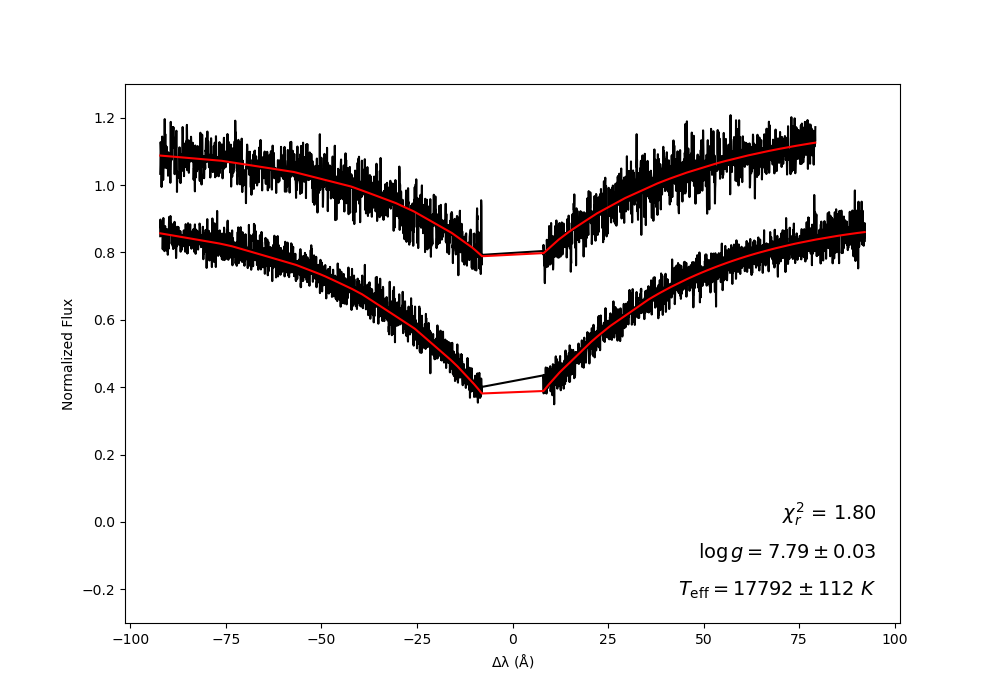 1.2
1.0
0.8
0.6
0.4
0.2
0.0
−0.2
Normalized Flux
χ²ᵣ = 1.80
log g = 7.79 ± 0.03
T_eff = 17792 ± 112 K
−100 −75 −50 −25 0 25 50 75 100
Δλ (Å)